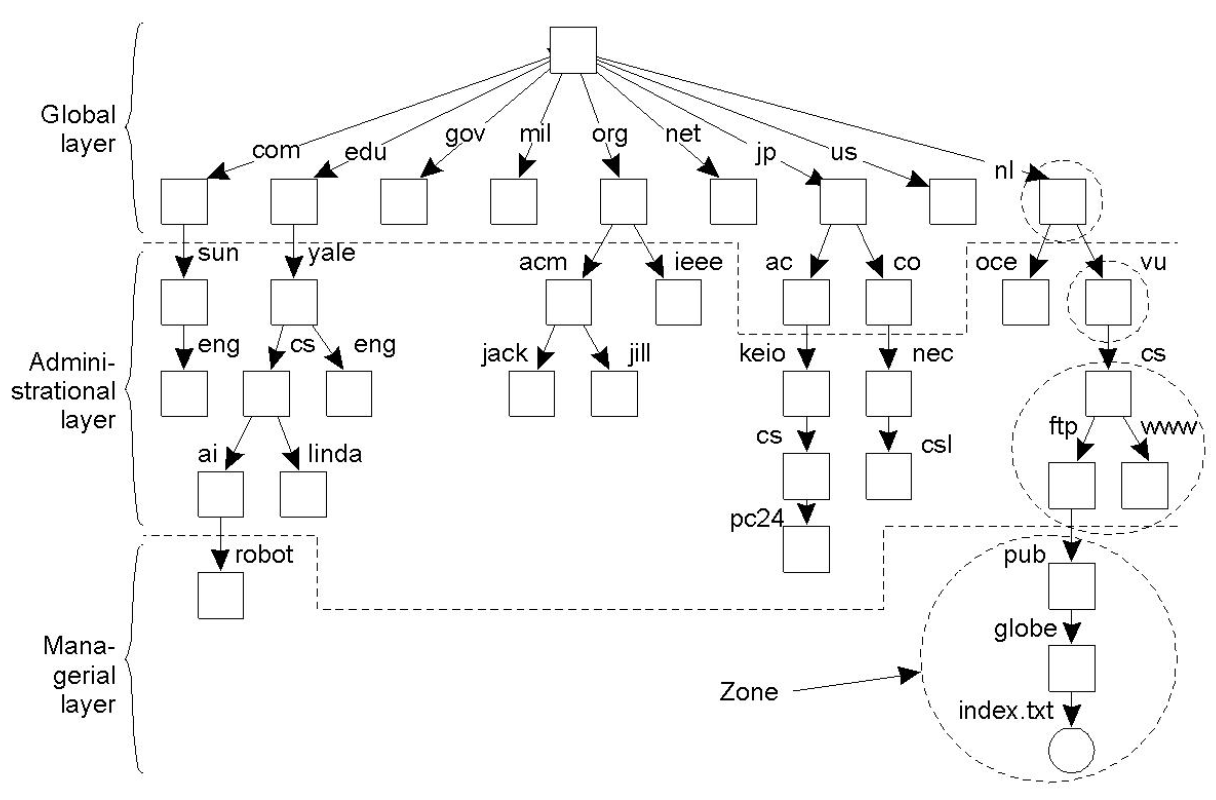 Global
layer
com
edu
gov
mil
org
net
jp
us
nl
sun
yale
acm
ieee
ac
co
oce
vu
Admini-
strational
layer
eng
cs
eng
jack
jill
keio
nec
cs
ai
linda
cs
csl
ftp
www
pc24
robot
pub
Mana-
gerial
layer
globe
Zone
index.txt